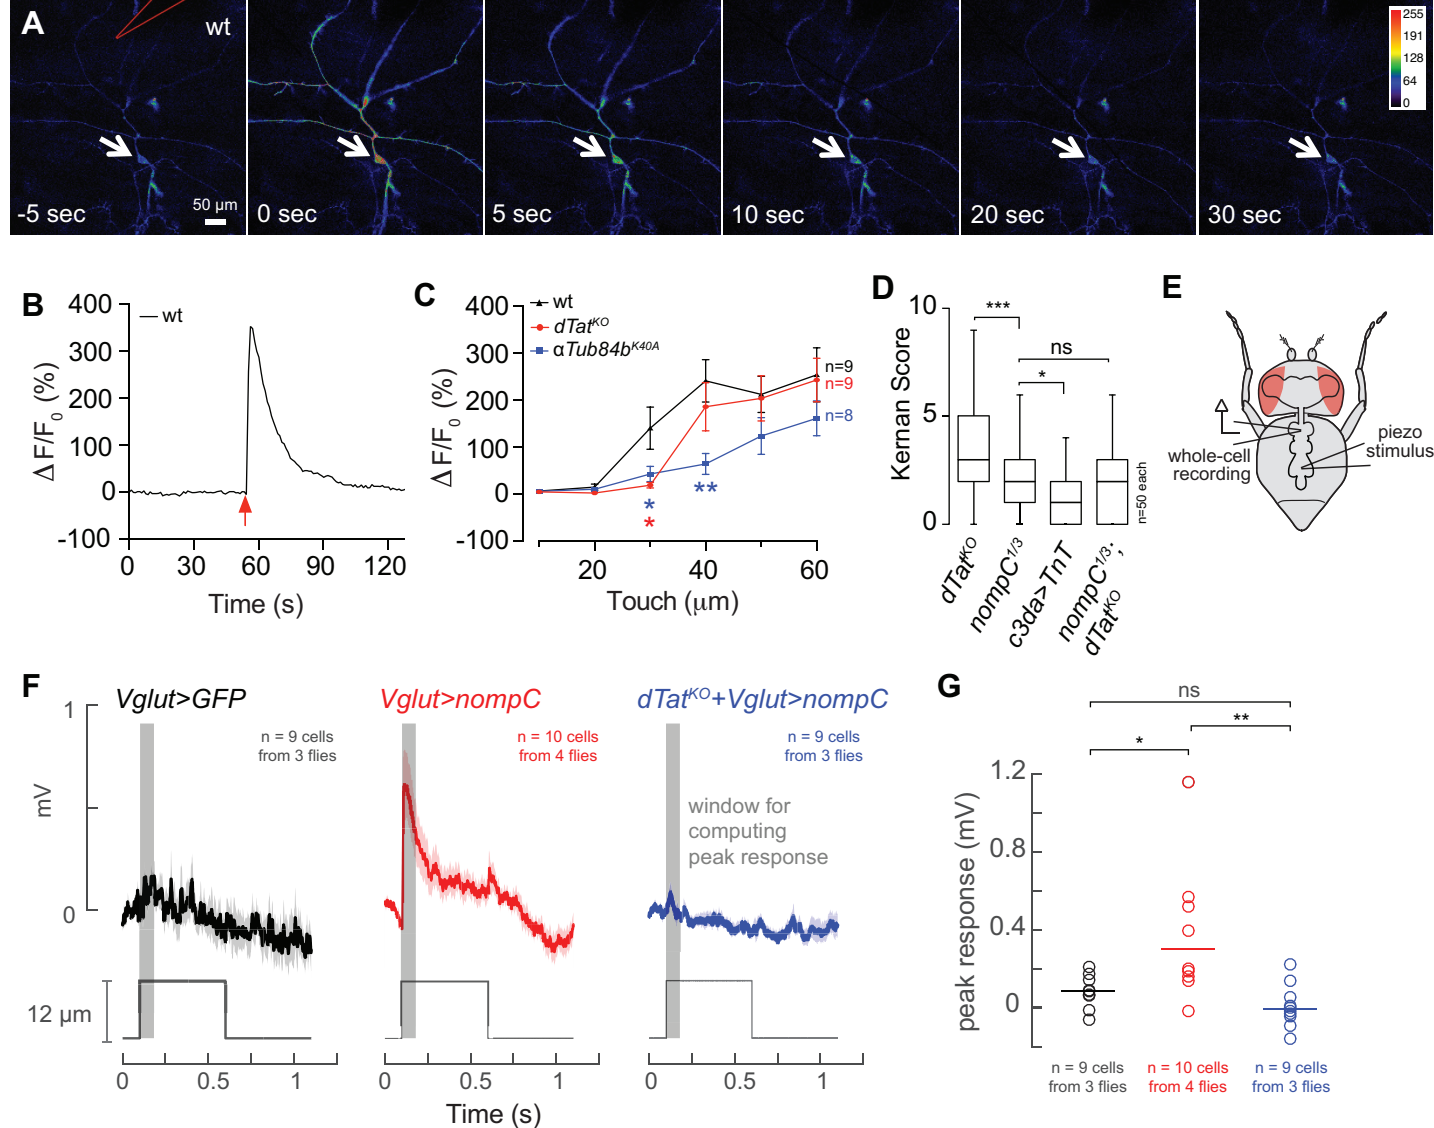 A
wt
-5 sec
50 µm
0 sec
5 sec
10 sec
20 sec
30 sec
255
191
128
64
0
B
400
300
200
100
0
-100
Δ F/F0 (%)
wt
0
30
60
90
120
Time (s)
C
400
300
200
100
0
-100
Δ F/F0 (%)
wt
dTatKO
αTub84bK40A
n=9
n=9
n=8
*
*
**
20
40
60
Touch (µm)
D
10
5
0
Kernan Score
***
ns
*
n=50 each
dTatKO
nompC1/3
c3da>TnT
nompC1/3;
dTatKO
E
whole-cell
recording
piezo
stimulus
F
1
0
mV
Vglut>GFP
n = 9 cells
from 3 flies
Vglut>nompC
n = 10 cells
from 4 flies
dTatKO+Vglut>nompC
n = 9 cells
from 3 flies
window for
computing
peak response
12 µm
0
0.5
1
0
0.5
1
0
0.5
1
Time (s)
G
ns
*
**
1.2
0.4
0
peak response (mV)
n = 9 cells
from 3 flies
n = 10 cells
from 4 flies
n = 9 cells
from 3 flies